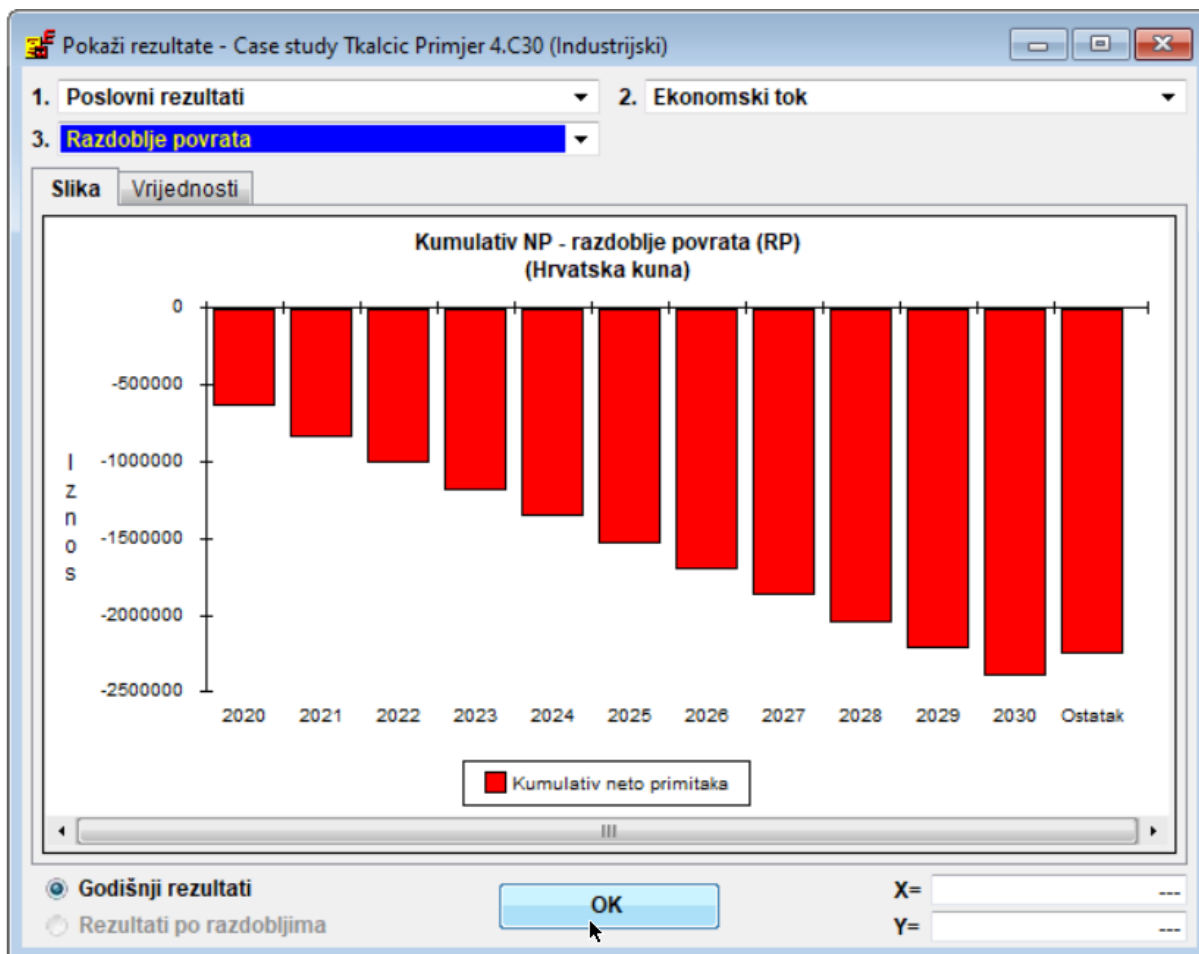 Pokaži rezultate - Case study Tkalcic Primjer 4.C30 (Industrijski)
1. Poslovni rezultati
2. Ekonomski tok
3. Razdoblje povrata
Slika
Vrijednosti
Kumulativ NP - razdoblje povrata (RP)
(Hrvatska kuna)
Iznos
0
-500000
-1000000
-1500000
-2000000
-2500000
2020 2021 2022 2023 2024 2025 2026 2027 2028 2029 2030 Ostatak
Kumulativ neto primitaka
Godišnji rezultati
Rezultati po razdobljima
OK
X= ---
Y= ---